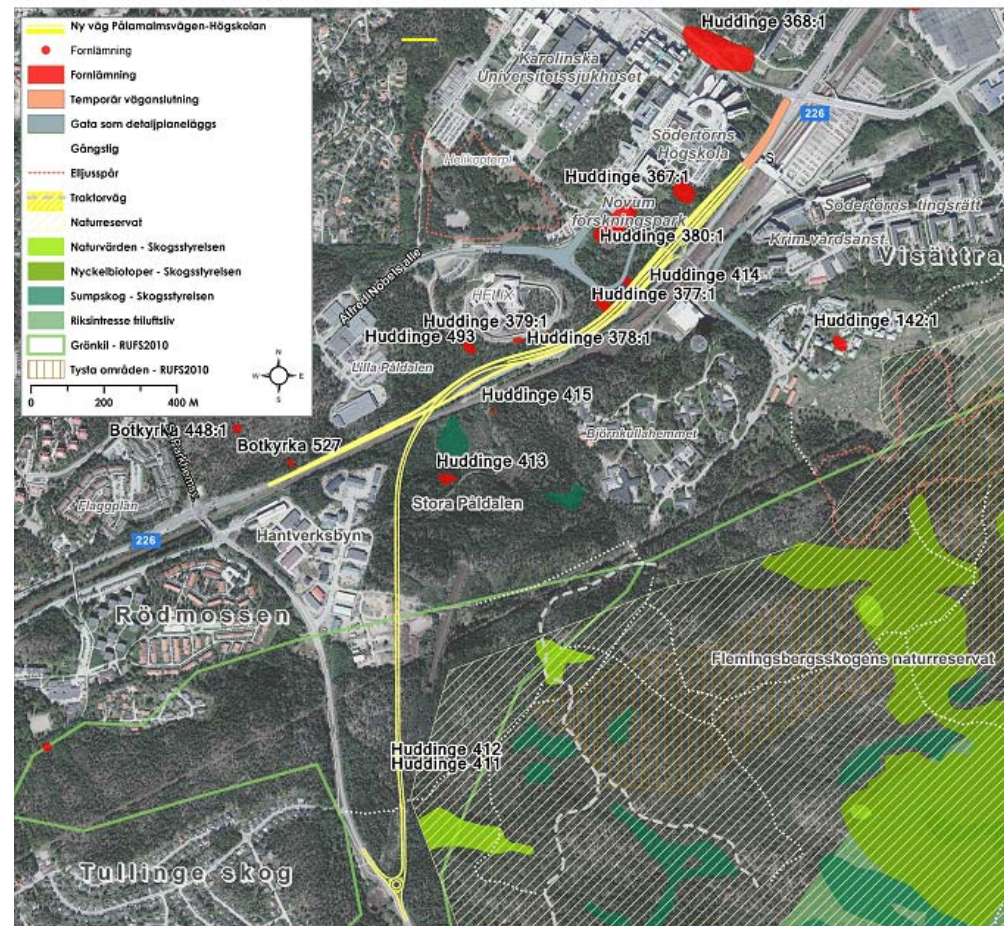 Ny väg Pålamalmsvägen-Högskolan
Fornlämning
Fornlämning
Temporär väganslutning
Gata som detaljplaneläggs
Gångstig
Elljusspår
Traktorväg
Naturreservat
Naturvärden - Skogsstyrelsen
Nyckelbiotoper - Skogsstyrelsen
Sumpskog - Skogsstyrelsen
Riksintresse friluftsliv
Grönkil - RUFS2010
Tysta områden - RUFS2010
N
W E
S
0 200 400 M
Huddinge 368:1
Karolinska
Universitetssjukhuset
226
Södertörns
Högskola
S
Helikopterpl
Huddinge 367:1
Novum
forskningspark
Södertörns tingsrätt
Huddinge 380:1
Krim.vårdsanst.
Visättra
Alfred Nobels allé
Huddinge 414
HELIX
Huddinge 377:1
Huddinge 379:1
Huddinge 493
Huddinge 378:1
Huddinge 142:1
Lilla Påldalen
Huddinge 415
Botkyrka 448:1
Björnkullahemmet
Botkyrka 527
Huddinge 413
Flaggplan
Stora Påldalen
226
Hantverksbyn
Rödmossen
Flemingsbergsskogens naturreservat
Huddinge 412
Huddinge 411
Tullinge skog